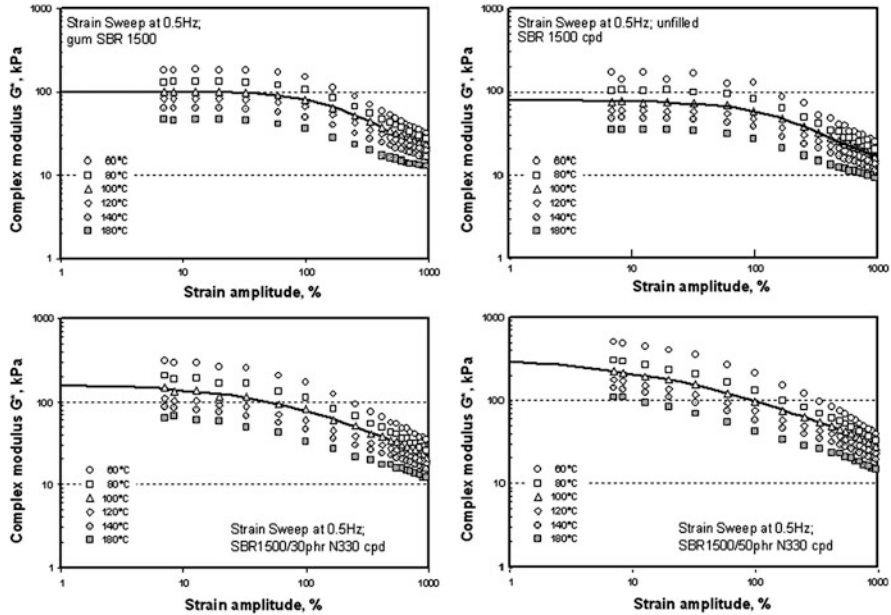 Strain Sweep at 0.5Hz;
gum SBR 1500
Complex modulus G*, kPa
1000
100
10
1
60°C
80°C
100°C
120°C
140°C
180°C
1
10
100
1000
Strain amplitude, %
Strain Sweep at 0.5Hz; unfilled
SBR 1500 cpd
Complex modulus G*, kPa
1000
100
10
1
60°C
80°C
100°C
120°C
140°C
180°C
1
10
100
1000
Strain amplitude, %
Complex modulus G*, kPa
1000
100
10
1
60°C
80°C
100°C
120°C
140°C
180°C
Strain Sweep at 0.5Hz;
SBR1500/30phr N330 cpd
1
10
100
1000
Strain amplitude, %
Complex modulus G*, kPa
1000
100
10
1
60°C
80°C
100°C
120°C
140°C
180°C
Strain Sweep at 0.5Hz;
SBR1500/50phr N330 cpd
1
10
100
1000
Strain amplitude, %